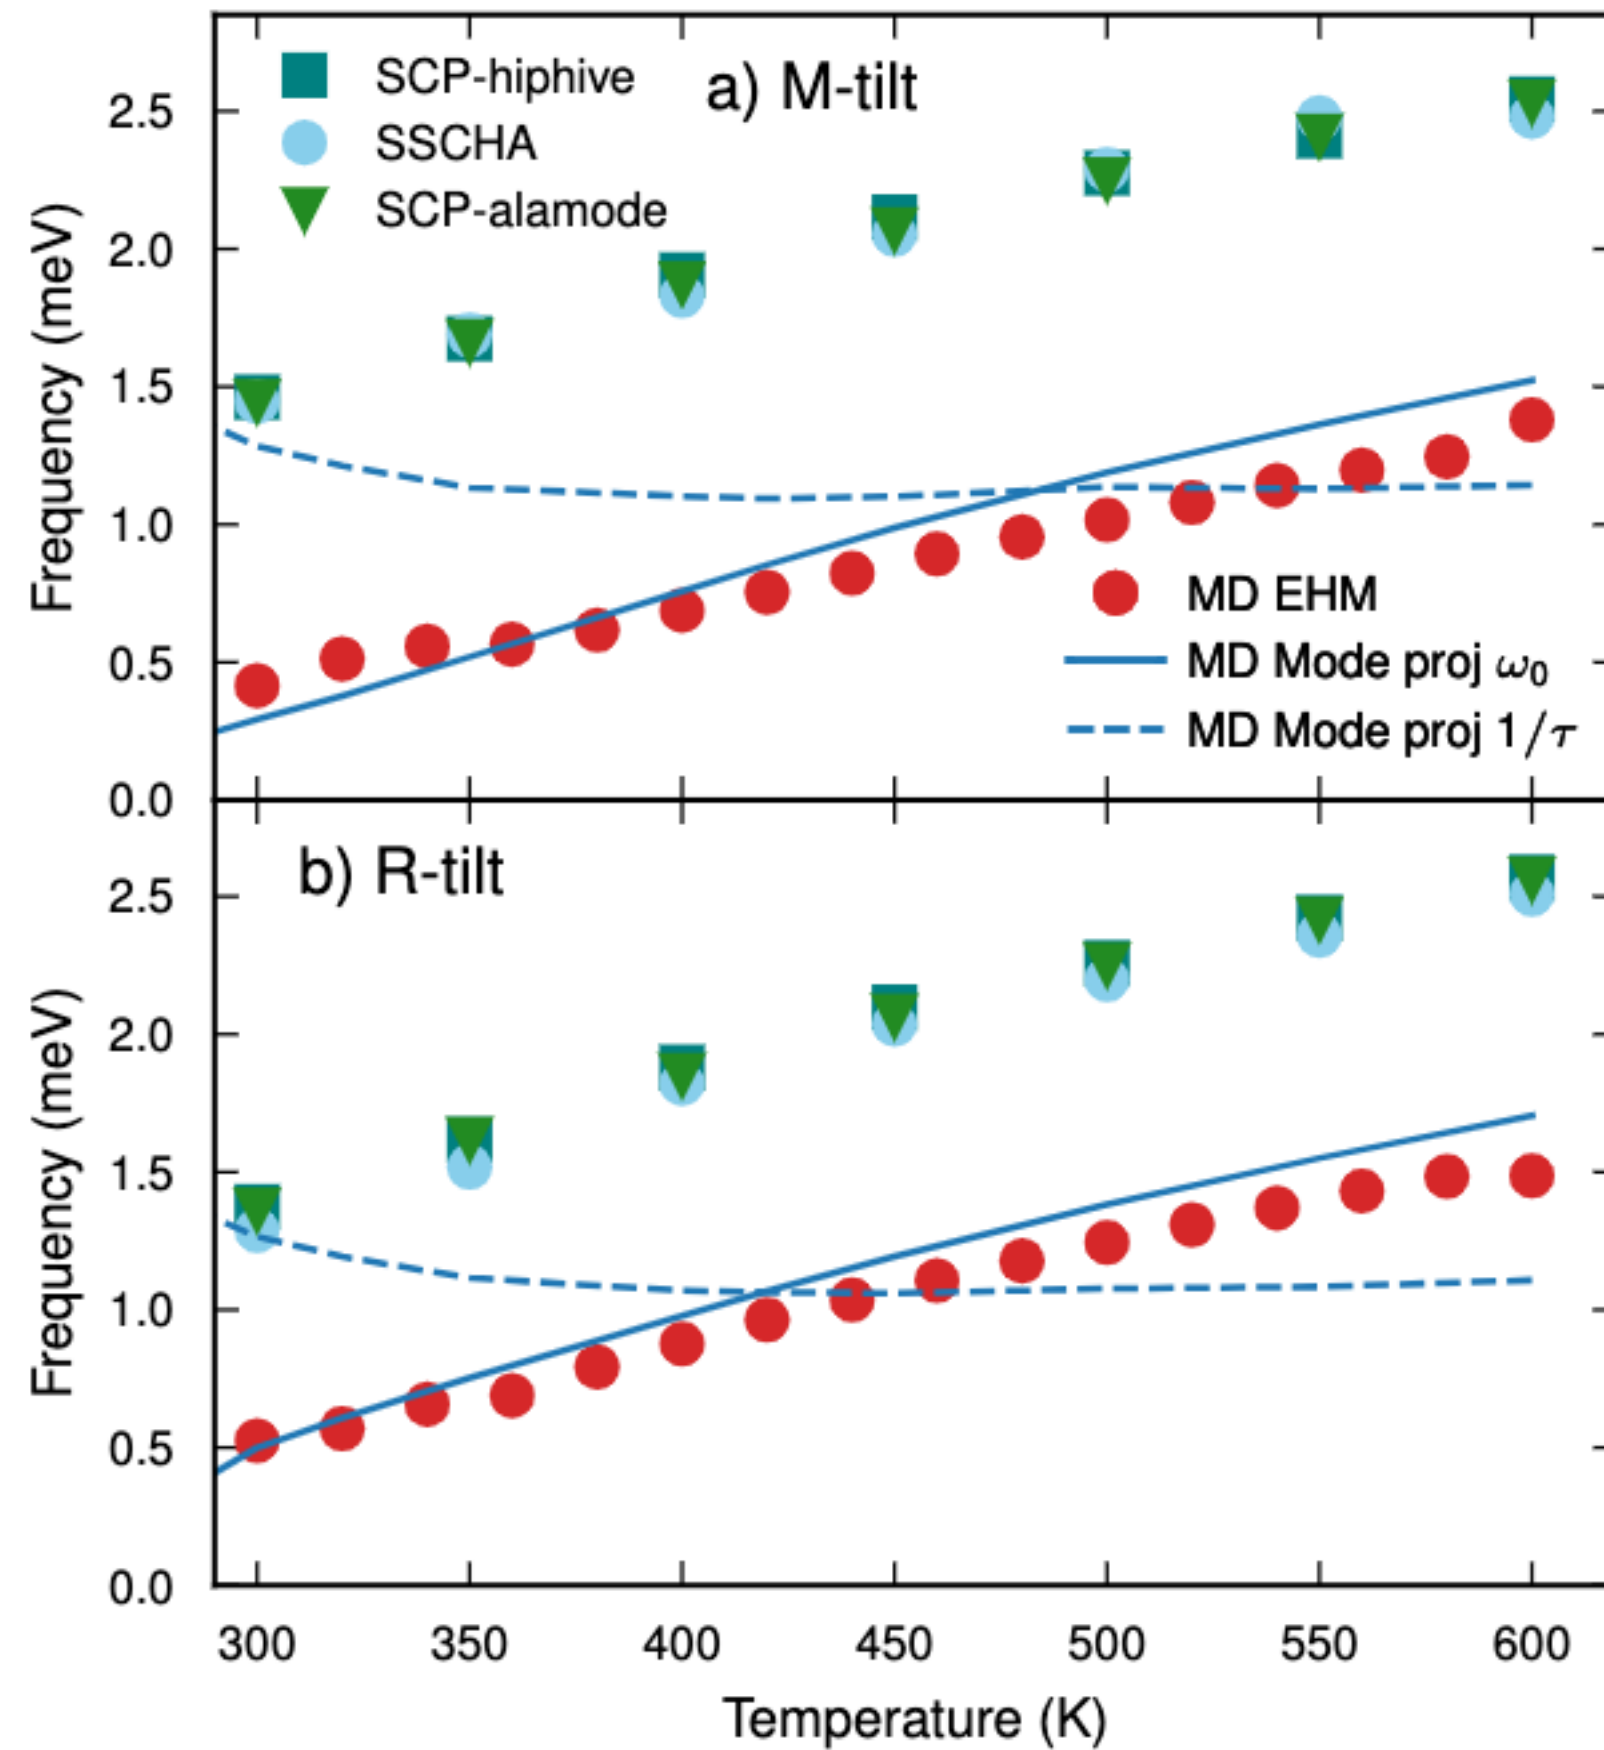 a) M-tilt
SCP-hiphive
SSCHA
SCP-alamode
MD EHM
MD Mode proj ω₀
MD Mode proj 1/τ
Frequency (meV)
2.5
2.0
1.5
1.0
0.5
0.0
b) R-tilt
Frequency (meV)
2.5
2.0
1.5
1.0
0.5
0.0
300 350 400 450 500 550 600
Temperature (K)